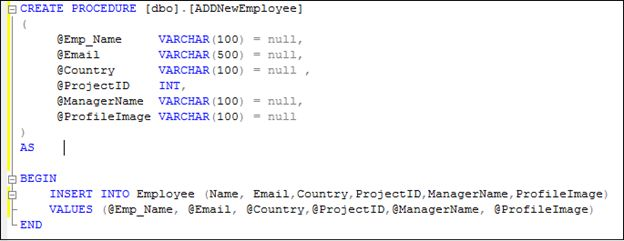 CREATE PROCEDURE [dbo].[ADDNewEmployee]
(
@Emp_Name VARCHAR(100) = null,
@Email VARCHAR(500) = null,
@Country VARCHAR(100) = null ,
@ProjectID INT,
@ManagerName VARCHAR(100) = null,
@ProfileImage VARCHAR(100) = null
)
AS
BEGIN
INSERT INTO Employee (Name, Email,Country,ProjectID,ManagerName,ProfileImage)
VALUES (@Emp_Name, @Email, @Country,@ProjectID,@ManagerName, @ProfileImage)
END